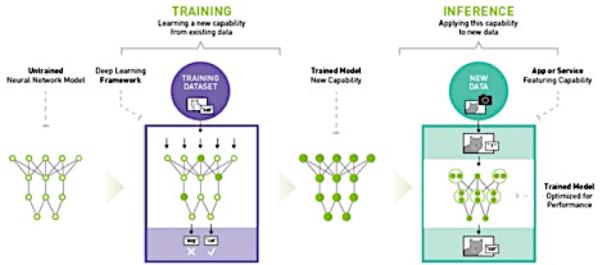 TRAINING
Learning a new capability
from existing data
INFERENCE
Applying this capability
to new data
Untrained
Neural Network Model
Deep Learning
Framework
TRAINING
DATASET
Trained Model
New Capability
NEW
DATA
App or Service
Featuring Capability
Trained Model
Optimized for
Performance
"dog"
"cat"